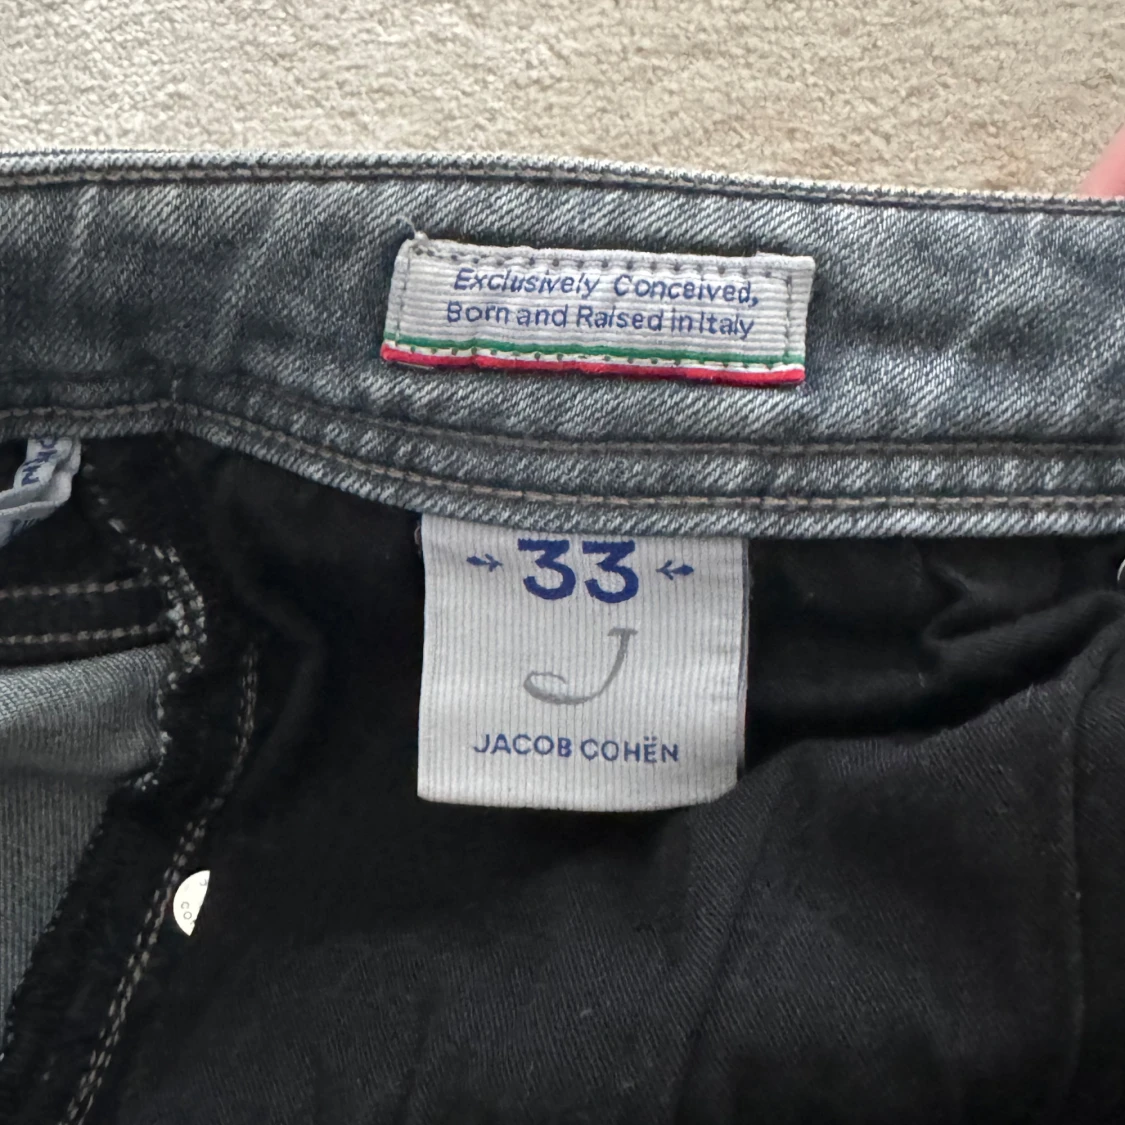 Exclusively Conceived,
Born and Raised in Italy
33
J
JACOB COHËN